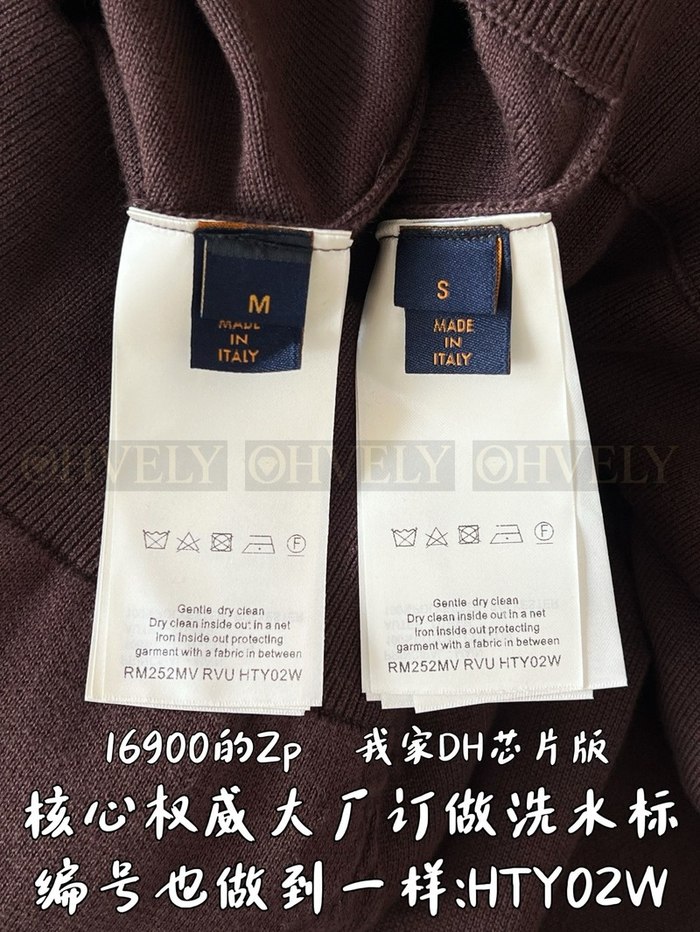 M
MADE
IN
ITALY
S
MADE
IN
ITALY
OHVELY OHVELY OHVELY
Gentle dry clean
Dry clean inside out in a net
Iron inside out protecting
garment with a fabric in between
RM252MV RVU HTY02W
Gentle dry clean
Dry clean inside out in a net
Iron inside out protecting
garment with a fabric in between
RM252MV RVU HTY02W
16900的Zp 我家DH芯片版
核心权威大厂订做洗水标
编号也做到一样:HTY02W